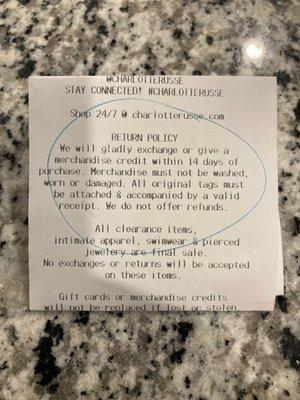 @CHARLOTTERUSSE
STAY CONNECTED! #CHARLOTTERUSSE
Shop 24/7 @ charlotterusse.com
RETURN POLICY
We will gladly exchange or give a
merchandise credit within 14 days of
purchase. Merchandise must not be washed,
worn or damaged. All original tags must
be attached & accompanied by a valid
receipt. We do not offer refunds.
All clearance items,
intimate apparel, swimwear & pierced
jewelery are final sale.
No exchanges or returns will be accepted
on these items.
Gift cards or merchandise credits
will not be replaced if lost or stolen